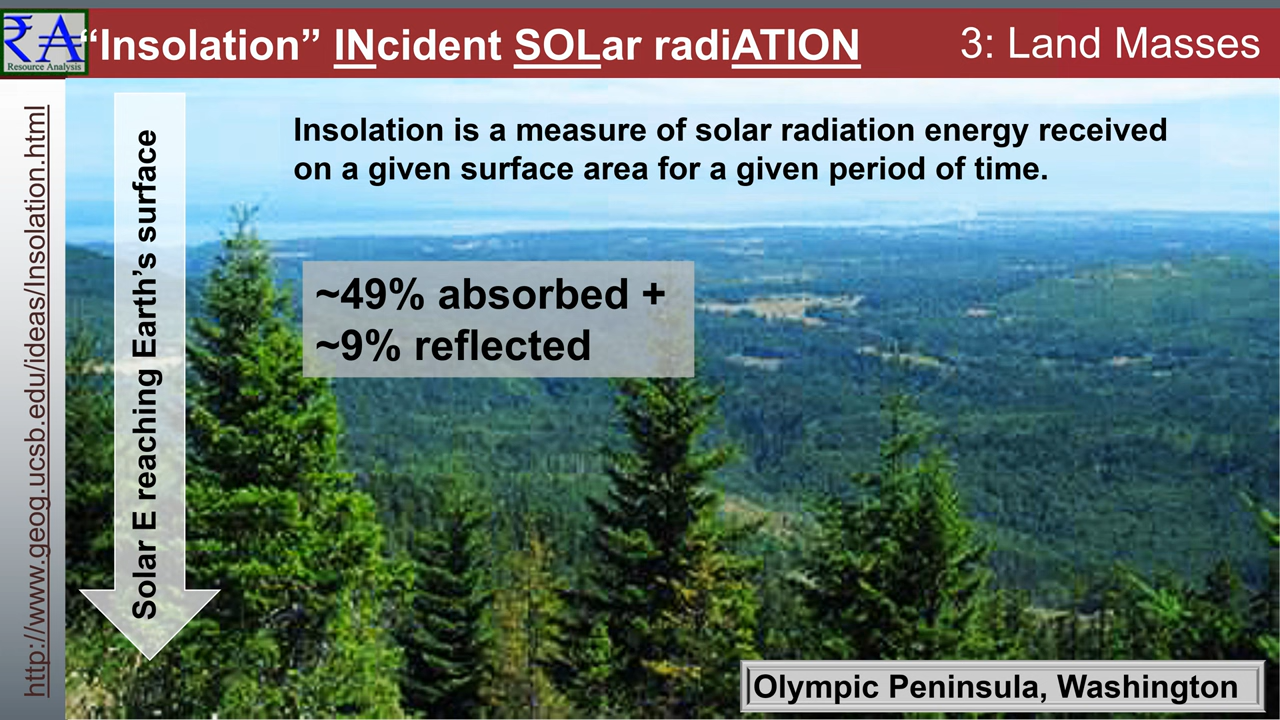 ₹A
Resource Analysis
“Insolation” INcident SOLar radiATION
3: Land Masses
http://www.geog.ucsb.edu/ideas/Insolation.html
Solar E reaching Earth’s surface
Insolation is a measure of solar radiation energy received
on a given surface area for a given period of time.
~49% absorbed +
~9% reflected
Olympic Peninsula, Washington